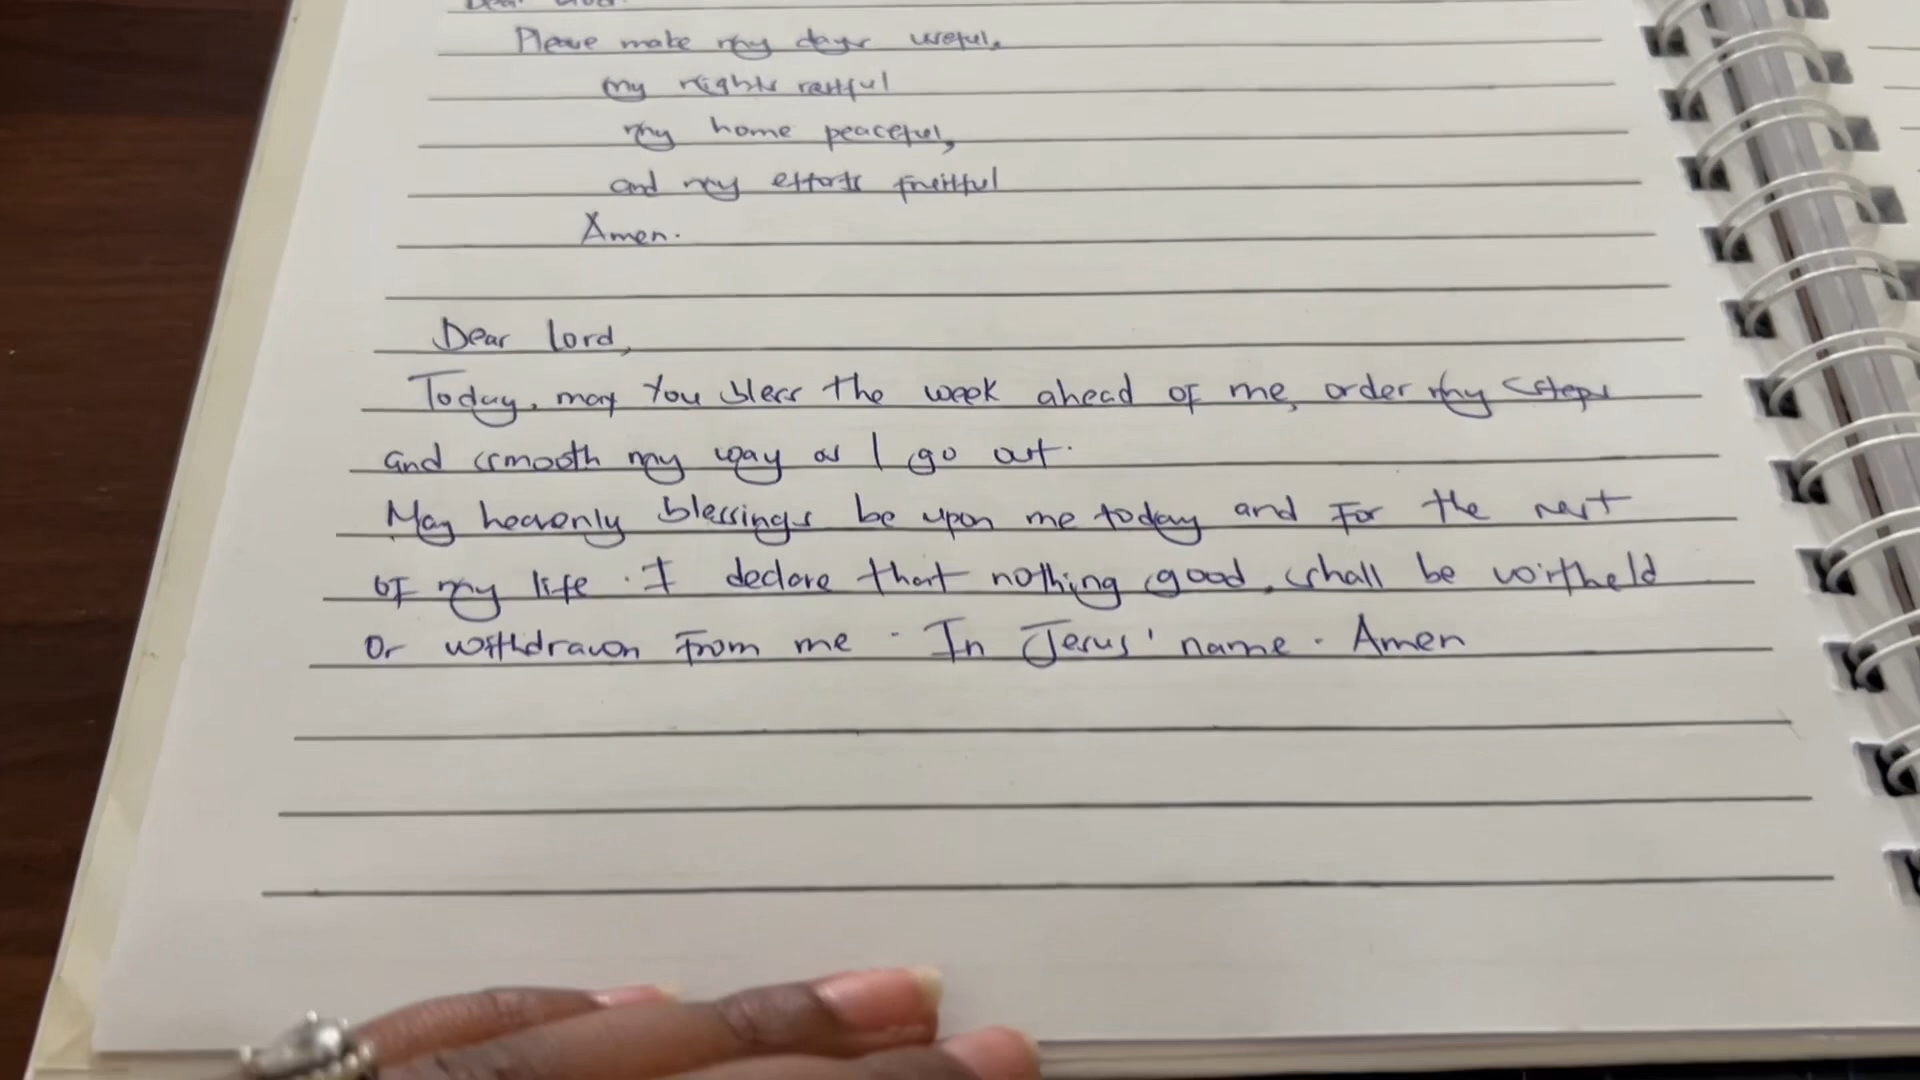 Dear
Please make my days useful,
my nights restful
my home peaceful,
and my efforts fruitful
Amen.
Dear Lord,
Today, may You bless the week ahead of me, order my steps
and smooth my way as I go out.
May heavenly blessings be upon me today and for the rest
of my life. I declare that nothing good, shall be withheld
Or withdrawn from me. In Jesus' name. Amen